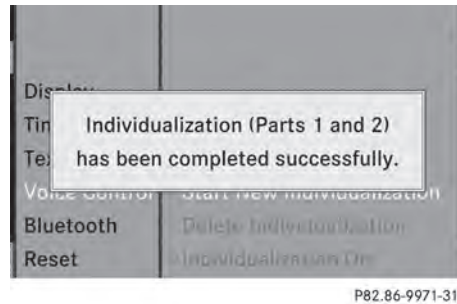 Individualization (Parts 1 and 2)
has been completed successfully.
Voice Control Start New Individualization
Bluetooth Delete Individualization
Reset Individualization On
P82.86-9971-31